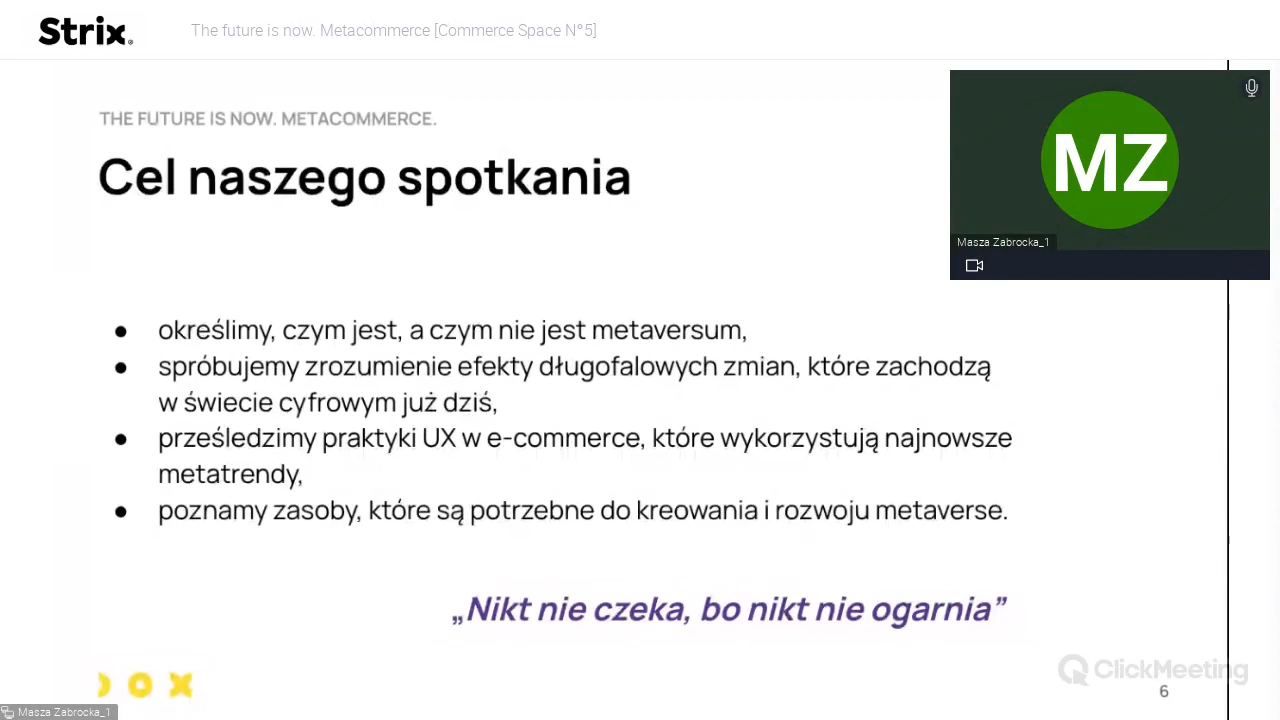 Strix
The future is now. Metacommerce [Commerce Space N°5]
THE FUTURE IS NOW. METACOMMERCE.
Cel naszego spotkania
MZ
Masza Zabrocka_1
● określimy, czym jest, a czym nie jest metaversum,
● spróbujemy zrozumienie efekty długofalowych zmian, które zachodzą
w świecie cyfrowym już dziś,
● prześledzimy praktyki UX w e-commerce, które wykorzystują najnowsze
metatrendy,
● poznamy zasoby, które są potrzebne do kreowania i rozwoju metaverse.
„Nikt nie czeka, bo nikt nie ogarnia”
ClickMeeting
6
Masza Zabrocka_1